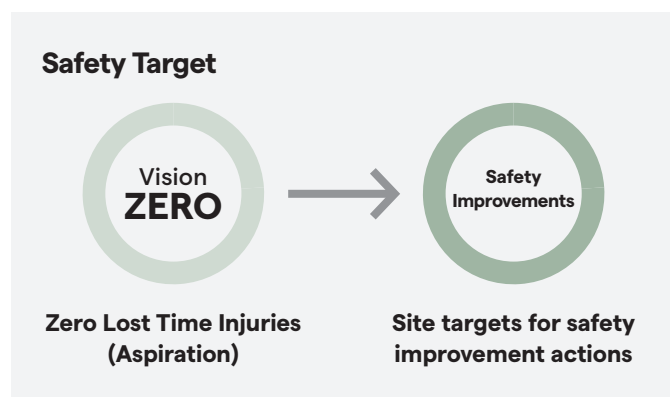 Safety Target
Vision
ZERO
Safety
Improvements
Zero Lost Time Injuries
(Aspiration)
Site targets for safety
improvement actions